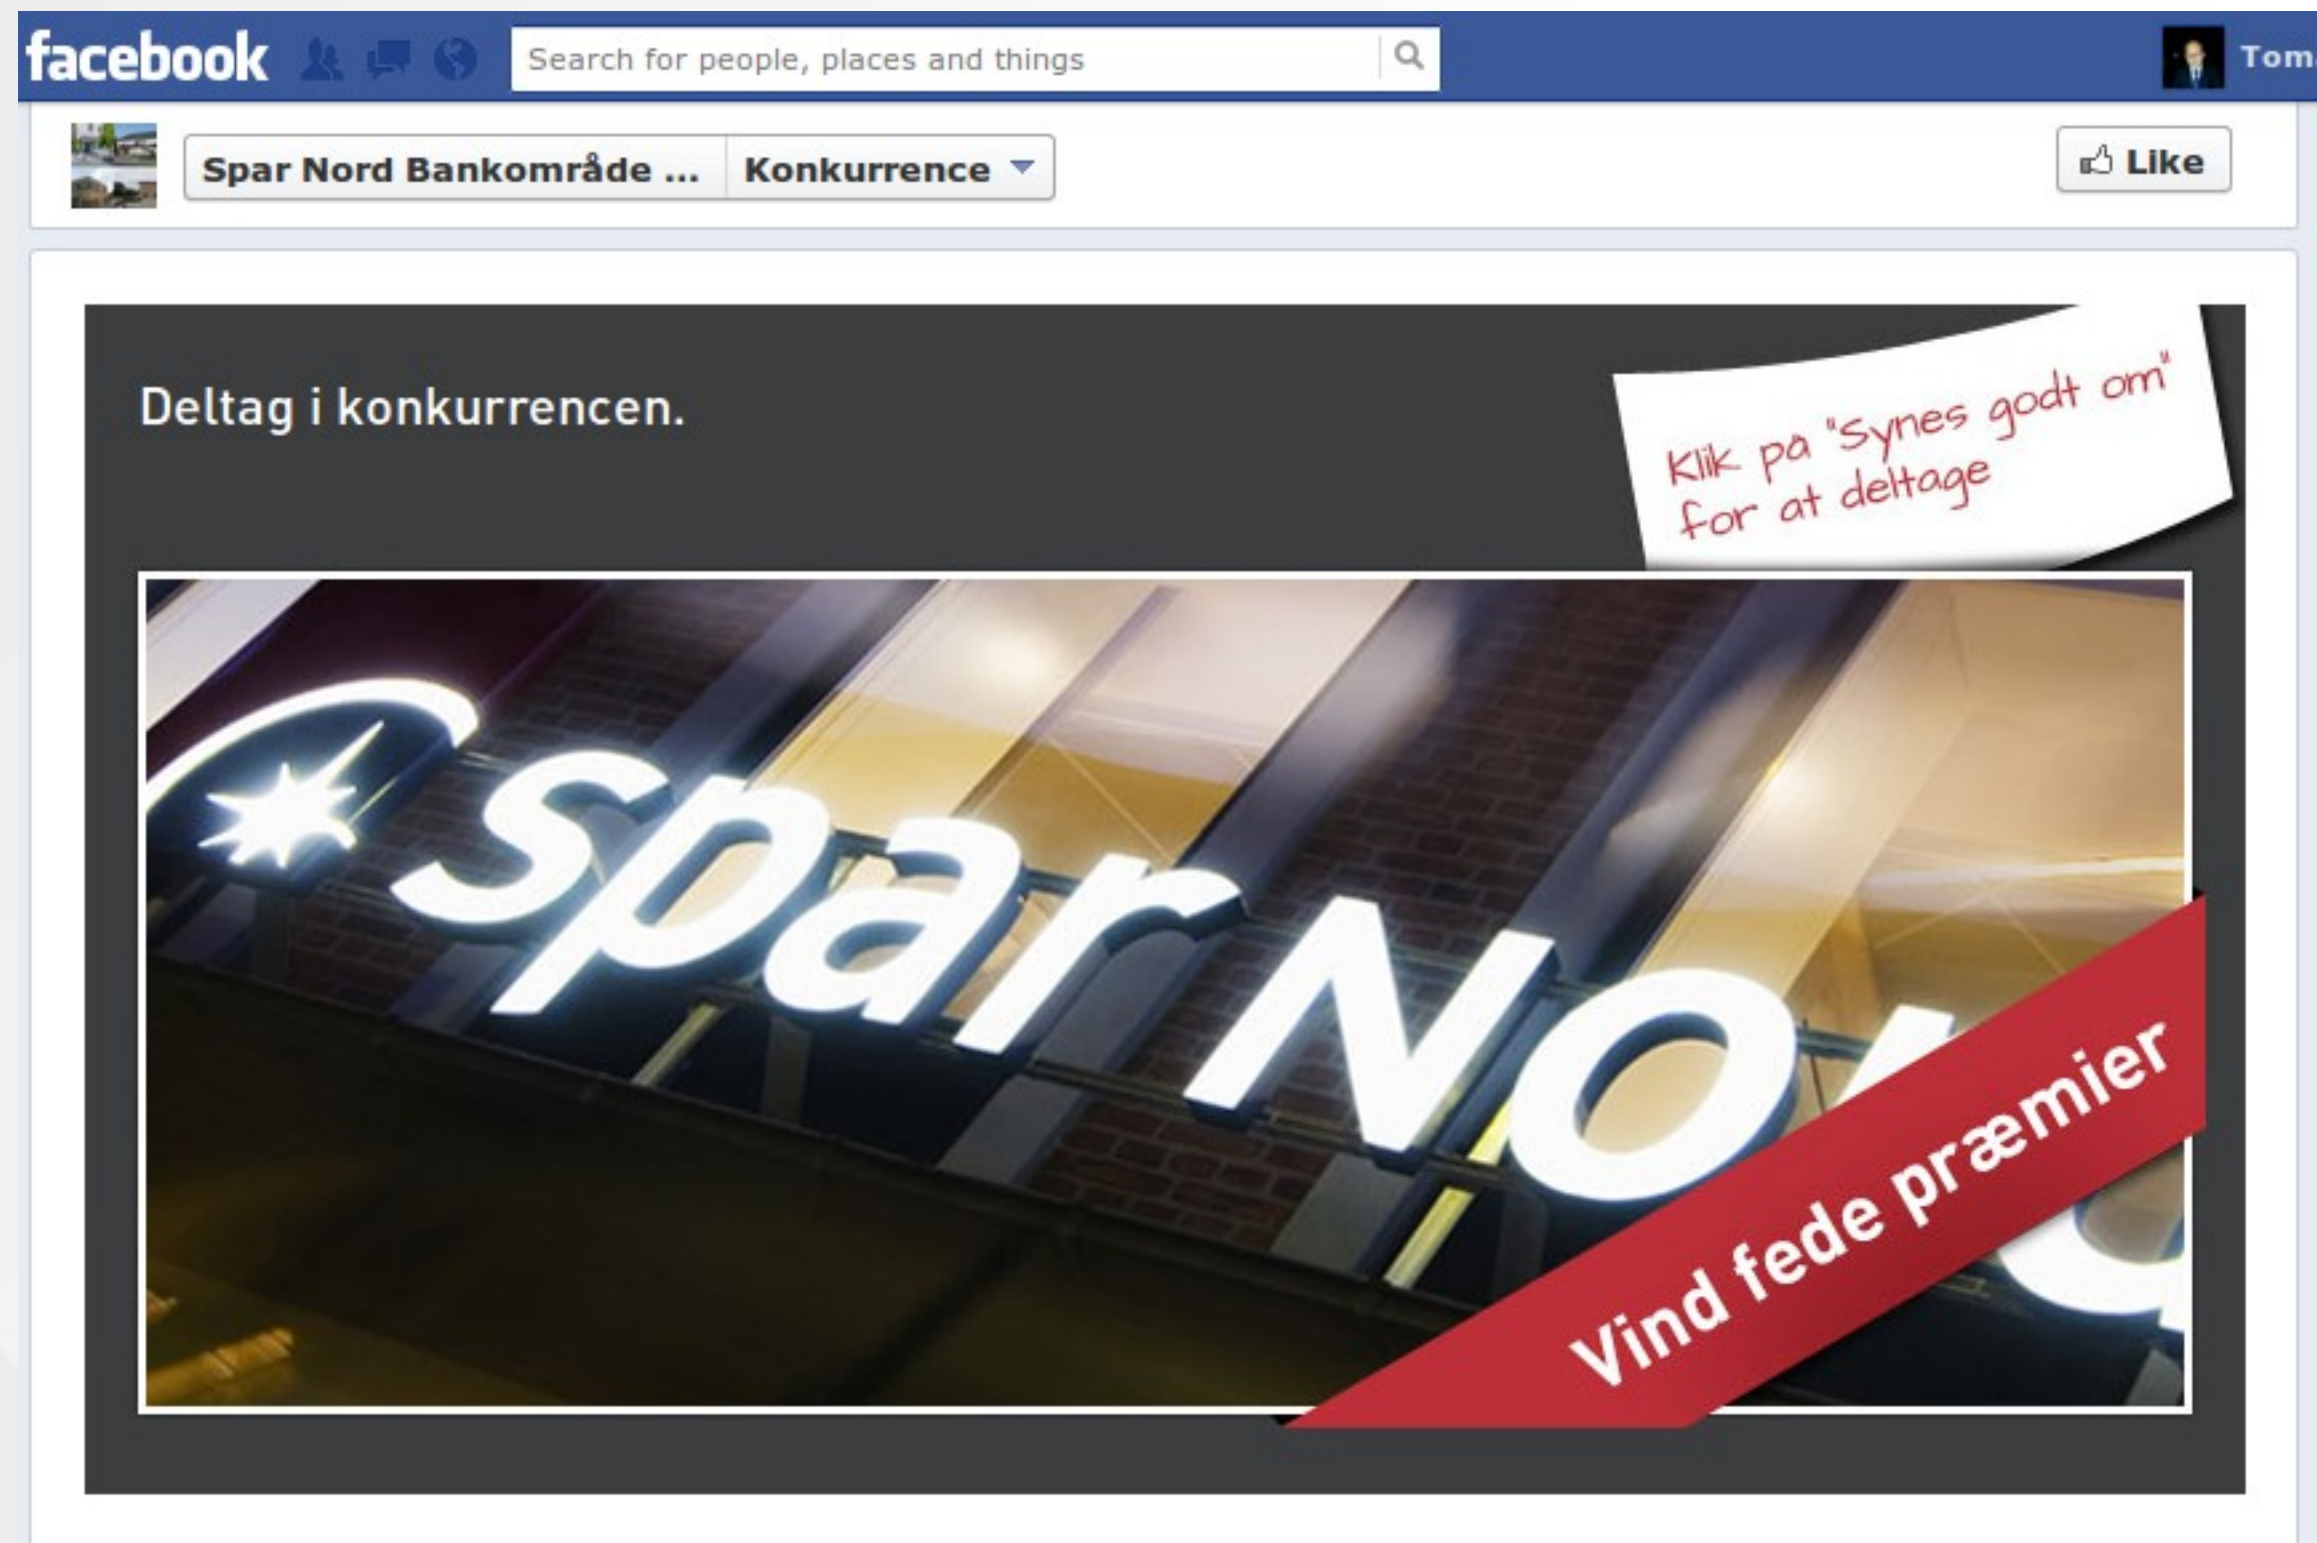 facebook
Search for people, places and things
Spar Nord Bankområde ...
Konkurrence
Like
Deltag i konkurrencen.
Klik på "Synes godt om"
for at deltage
Spar No
Vind fede præmier